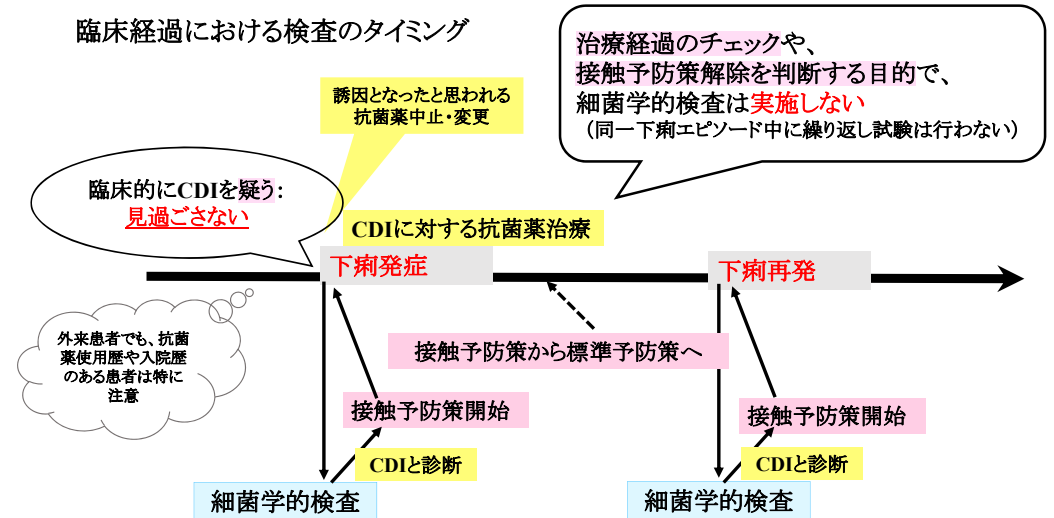 臨床経過における検査のタイミング
治療経過のチェックや、
接触予防策解除を判断する目的で、
細菌学的検査は実施しない
（同一下痢エピソード中に繰り返し試験は行わない）
誘因となったと思われる
抗菌薬中止・変更
臨床的にCDIを疑う：
見過ごさない
CDIに対する抗菌薬治療
下痢発症
下痢再発
外来患者でも、抗菌
薬使用歴や入院歴
のある患者は特に
注意
接触予防策から標準予防策へ
接触予防策開始
接触予防策開始
CDIと診断
CDIと診断
細菌学的検査
細菌学的検査